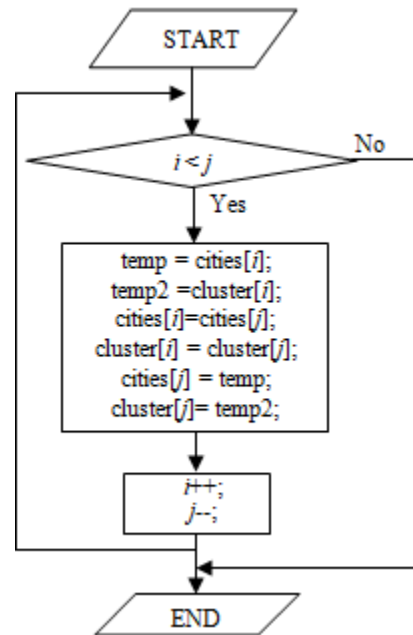 START
i < j
No
Yes
temp = cities[i];
temp2 =cluster[i];
cities[i]=cities[j];
cluster[i] = cluster[j];
cities[j] = temp;
cluster[j]= temp2;
i++;
j--;
END